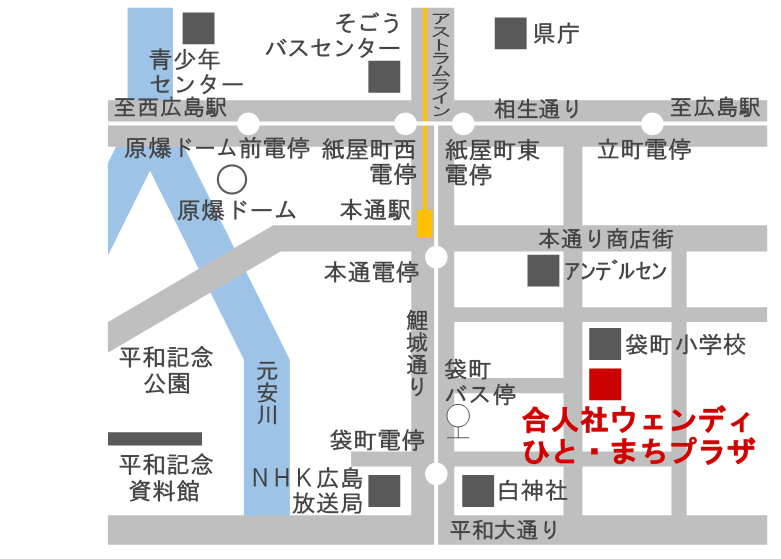 そごう
バスセンター
アストラムライン
県庁
青少年
センター
至西広島駅
相生通り
至広島駅
原爆ドーム前電停
紙屋町西
電停
紙屋町東
電停
立町電停
原爆ドーム
本通駅
本通り商店街
本通電停
アンデルセン
鯉城通り
袋町小学校
平和記念
公園
元安川
袋町
バス停
合人社ウェンディ
ひと・まちプラザ
袋町電停
平和記念
資料館
NHK広島
放送局
白神社
平和大通り